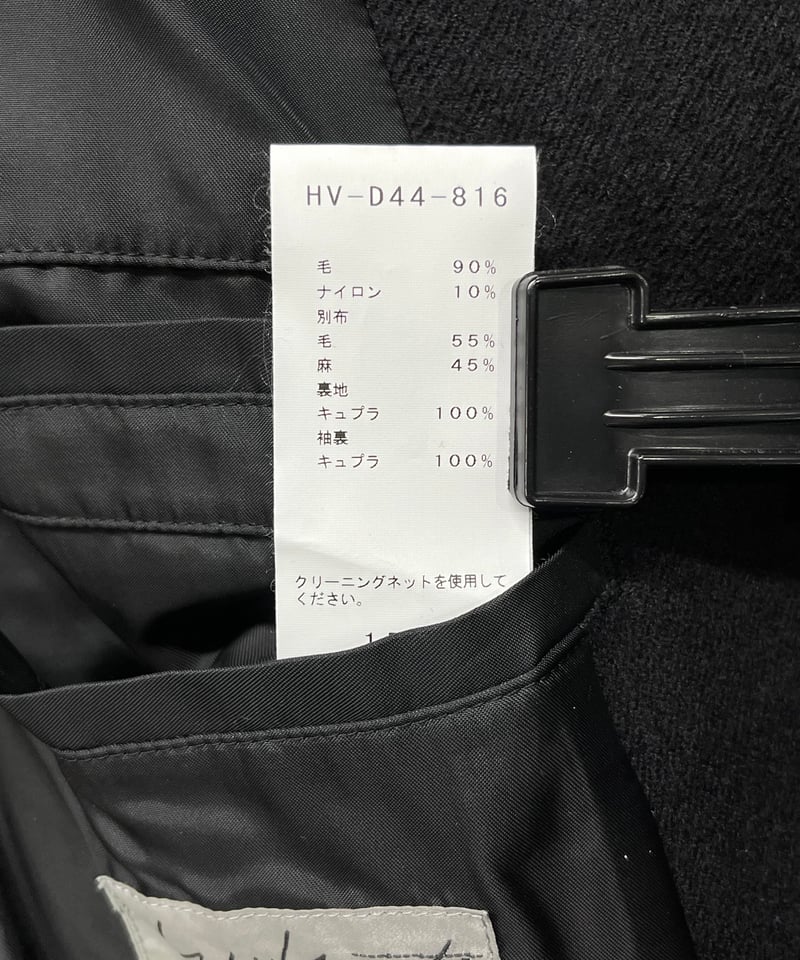 HV-D44-816
毛 90%
ナイロン 10%
別布
毛 55%
麻 45%
裏地
キュプラ 100%
袖裏
キュプラ 100%
クリーニングネットを使用して
ください。